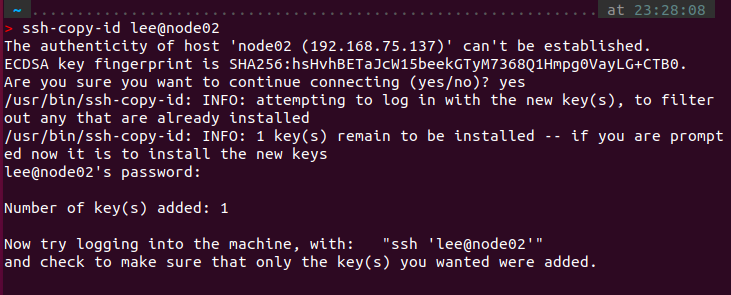 ~ at 23:28:08
> ssh-copy-id lee@node02
The authenticity of host 'node02 (192.168.75.137)' can't be established.
ECDSA key fingerprint is SHA256:hsHvhBETaJcW15beekGTyM7368Q1Hmpg0VayLG+CTB0.
Are you sure you want to continue connecting (yes/no)? yes
/usr/bin/ssh-copy-id: INFO: attempting to log in with the new key(s), to filter
out any that are already installed
/usr/bin/ssh-copy-id: INFO: 1 key(s) remain to be installed -- if you are prompt
ed now it is to install the new keys
lee@node02's password:
Number of key(s) added: 1
Now try logging into the machine, with:   "ssh 'lee@node02'"
and check to make sure that only the key(s) you wanted were added.